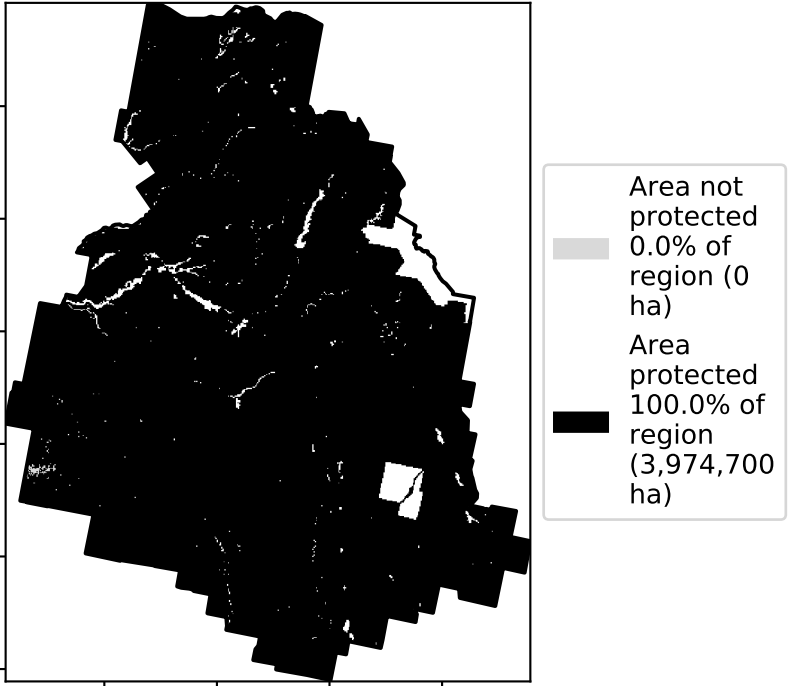 Area not
protected
0.0% of
region (0
ha)
Area
protected
100.0% of
region
(3,974,700
ha)